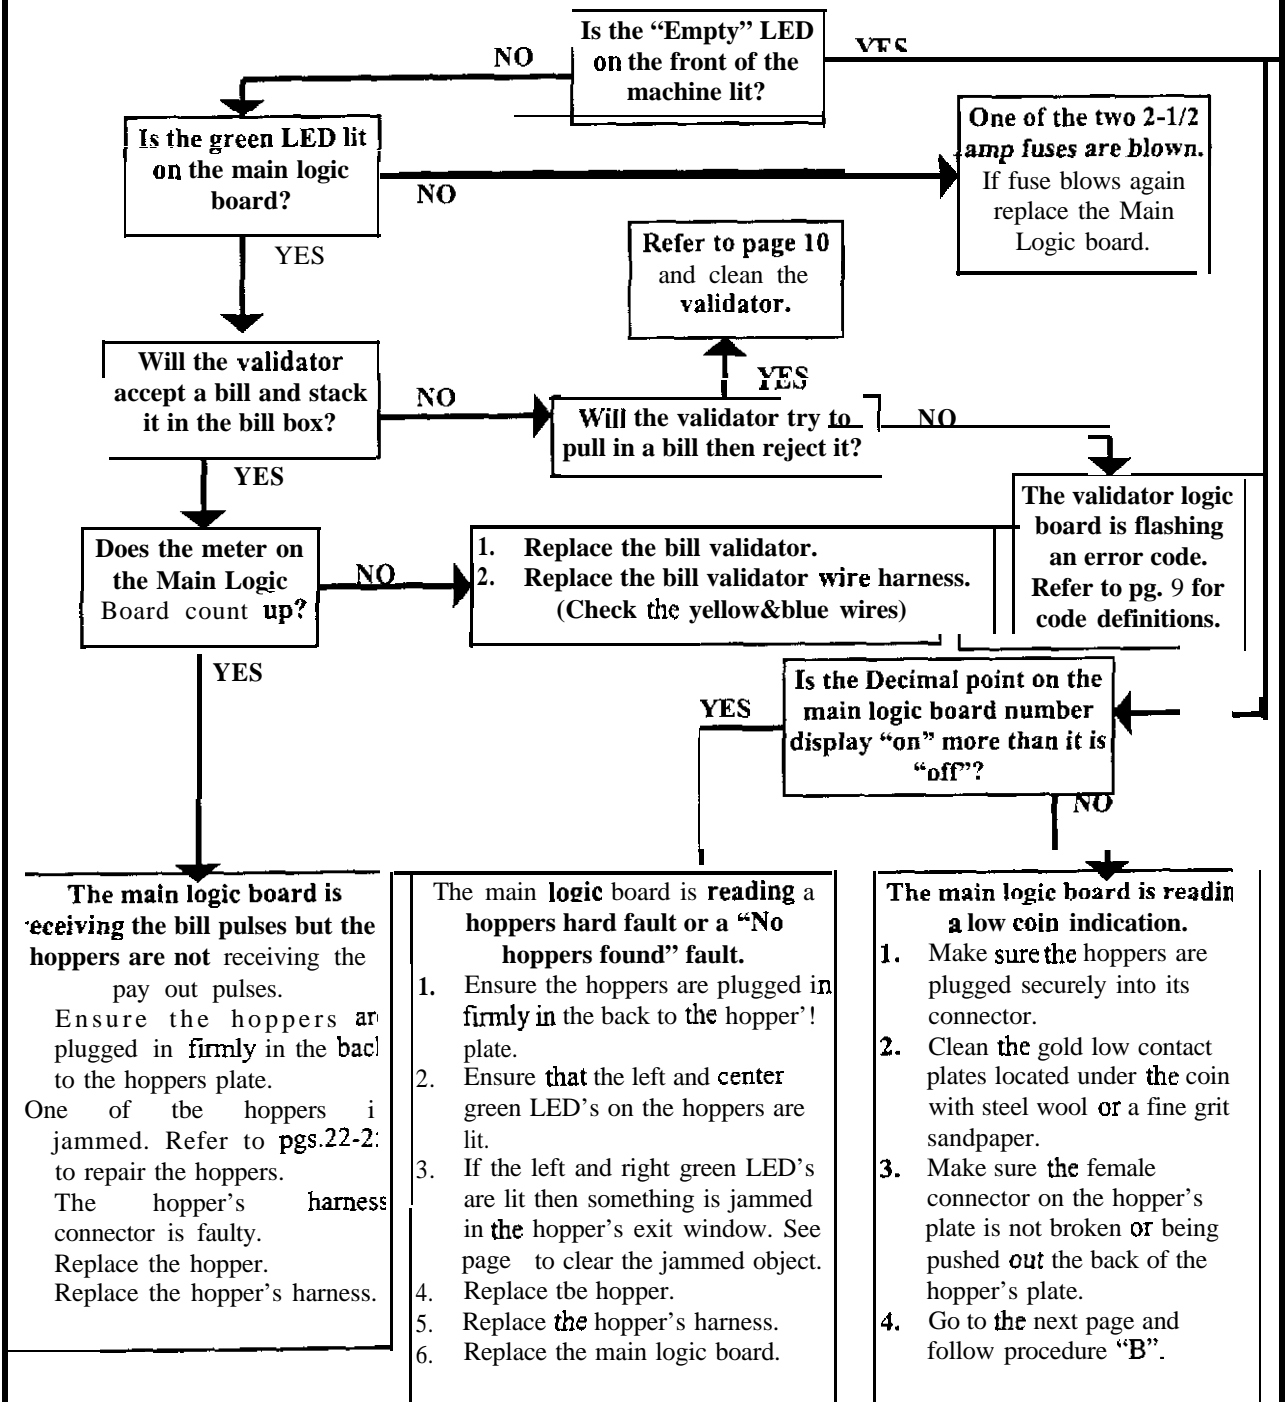 Is the “Empty” LED
on the front of the
machine lit?
NO
YES
Is the green LED lit
on the main logic
board?
NO
One of the two 2-1/2
amp fuses are blown.
If fuse blows again
replace the Main
Logic board.
YES
Refer to page 10
and clean the
validator.
Will the validator
accept a bill and stack
it in the bill box?
NO
YES
Will the validator try to
pull in a bill then reject it?
NO
YES
The validator logic
board is flashing
an error code.
Refer to pg. 9 for
code definitions.
Does the meter on
the Main Logic
Board count up?
NO
1. Replace the bill validator.
2. Replace the bill validator wire harness.
(Check the yellow&blue wires)
YES
Is the Decimal point on the
main logic board number
display “on” more than it is
“off”?
YES
NO
The main logic board is
receiving the bill pulses but the
hoppers are not receiving the
pay out pulses.
Ensure the hoppers ar
plugged in firmly in the bac
to the hoppers plate.
One of tbe hoppers i
jammed. Refer to pgs.22-2
to repair the hoppers.
The hopper’s harness
connector is faulty.
Replace the hopper.
Replace the hopper’s harness.
The main logic board is reading a
hoppers hard fault or a “No
hoppers found” fault.
1. Ensure the hoppers are plugged in
firmly in the back to the hopper’!
plate.
2. Ensure that the left and center
green LED’s on the hoppers are
lit.
3. If the left and right green LED’s
are lit then something is jammed
in the hopper’s exit window. See
page to clear the jammed object.
4. Replace tbe hopper.
5. Replace the hopper’s harness.
6. Replace the main logic board.
The main logic board is readin
a low coin indication.
1. Make sure the hoppers are
plugged securely into its
connector.
2. Clean the gold low contact
plates located under the coin
with steel wool or a fine grit
sandpaper.
3. Make sure the female
connector on the hopper’s
plate is not broken or being
pushed out the back of the
hopper’s plate.
4. Go to the next page and
follow procedure “B”.